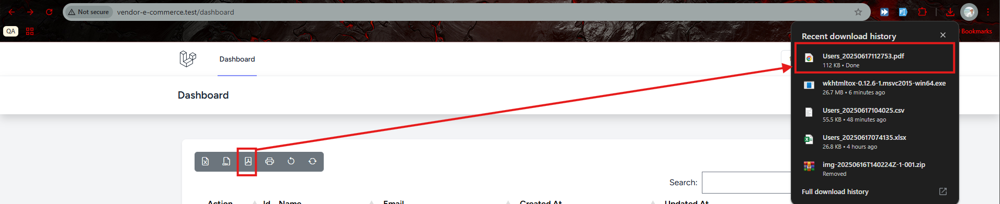 Not secure
vendor-e-commerce.test/dashboard
QA
Bookmarks
Recent download history
Users_20250617112753.pdf
112 KB • Done
wkhtmltox-0.12.6-1.msvc2015-win64.exe
26.7 MB • 6 minutes ago
Users_20250617104025.csv
55.5 KB • 48 minutes ago
Users_20250617074135.xlsx
26.8 KB • 4 hours ago
img-20250616T140224Z-1-001.zip
Removed
Full download history
Dashboard
Dashboard
CSV
Search:
Action Id Name Email Created At Updated At